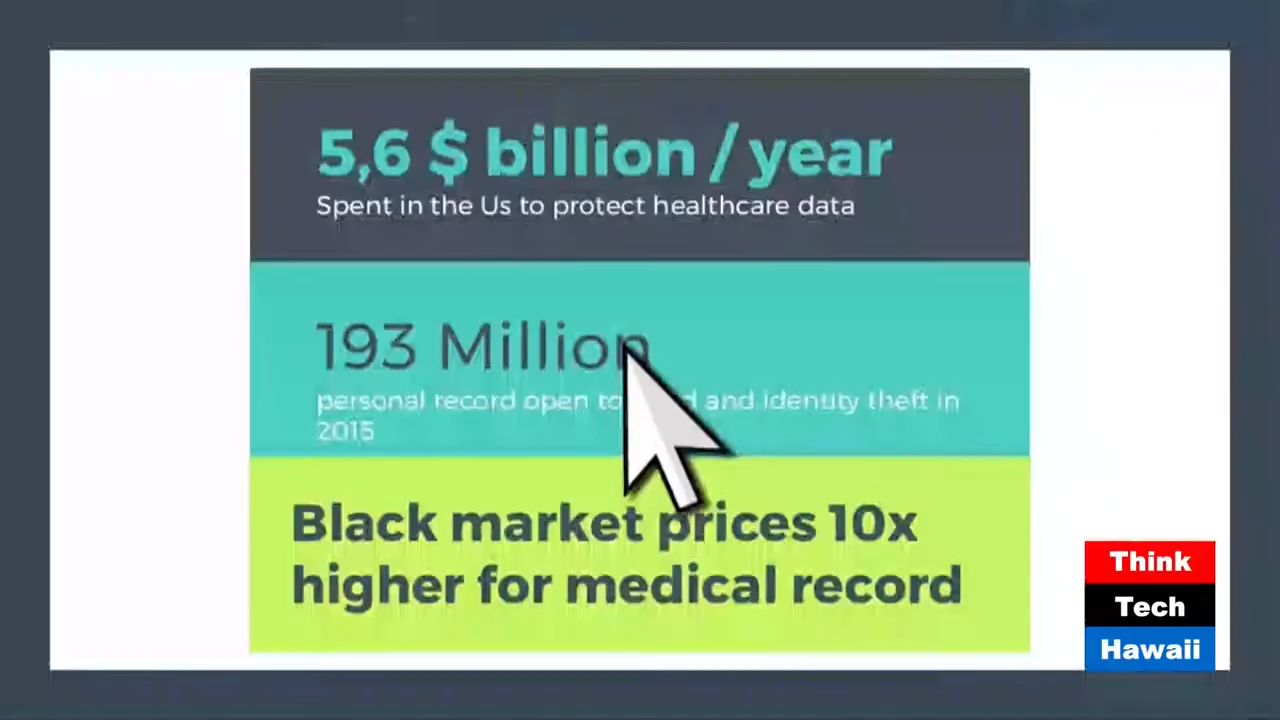 5,6 $ billion / year
Spent in the Us to protect healthcare data
193 Million
personal record open to and identity theft in
2015
Black market prices 10x
higher for medical record
Think
Tech
Hawaii